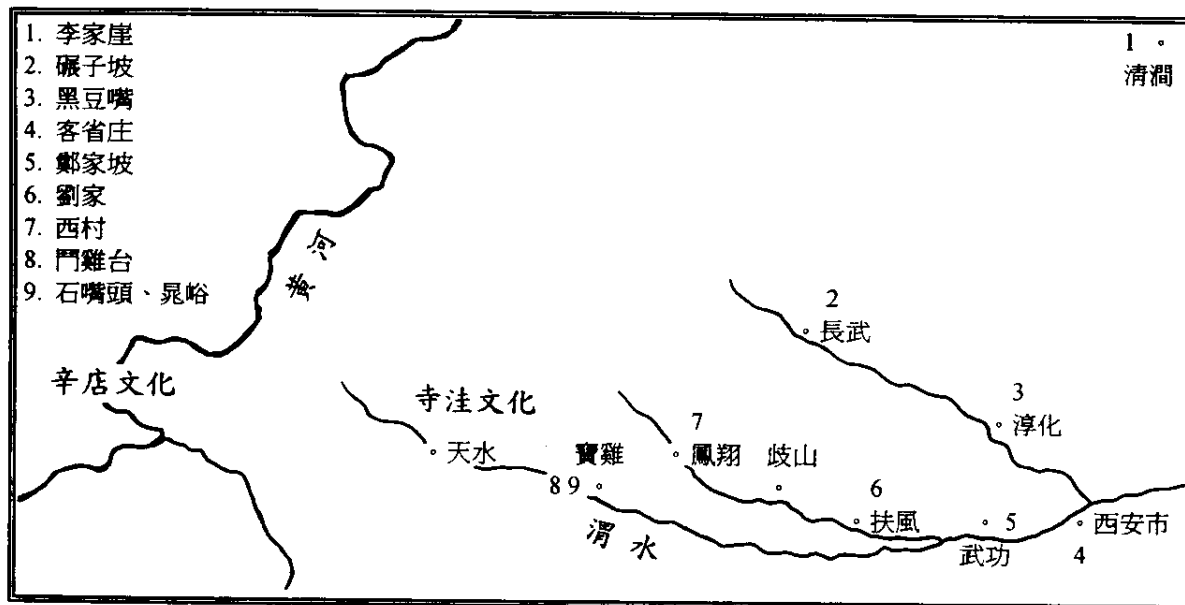 1. 李家崖
2. 碾子坡
3. 黑豆嘴
4. 客省庄
5. 鄭家坡
6. 劉家
7. 西村
8. 鬥雞台
9. 石嘴頭、晁峪
1
清澗
黃河
辛店文化
寺洼文化
2
長武
3
淳化
天水
寶雞
8 9
7
鳳翔
歧山
6
扶風
渭水
5
武功
4
西安市